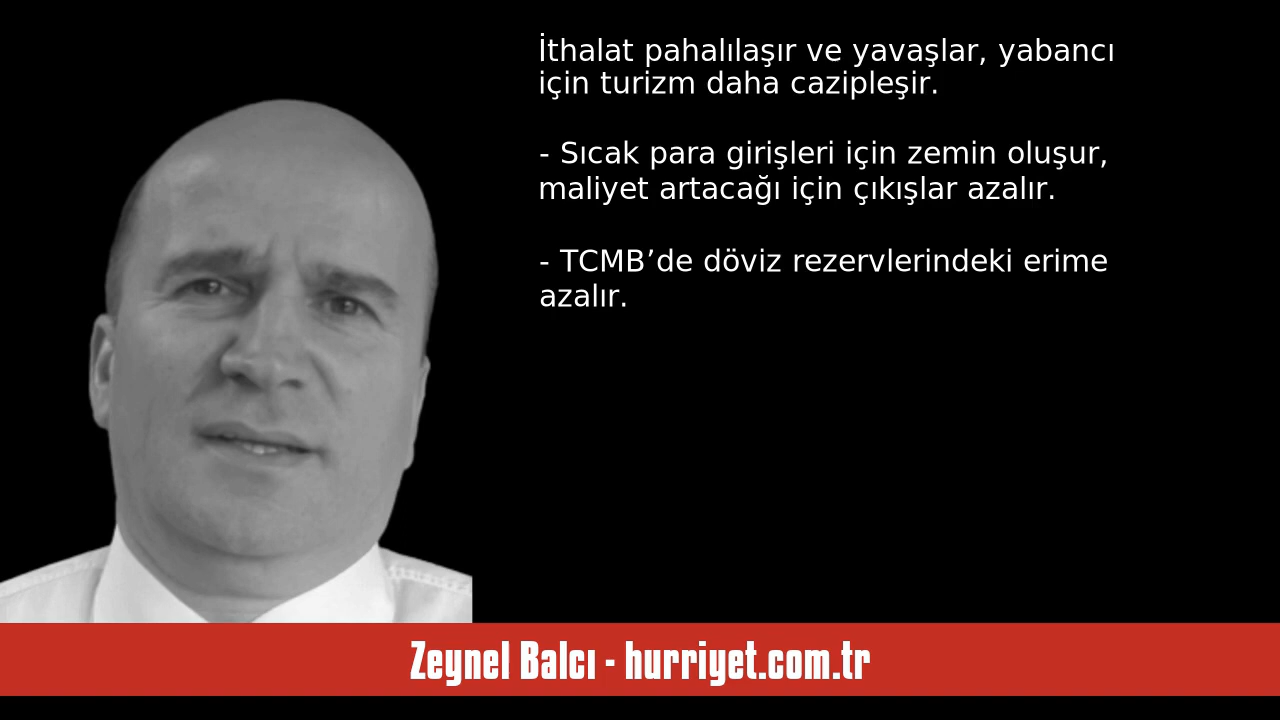 İthalat pahalılaşır ve yavaşlar, yabancı
için turizm daha cazipleşir.
- Sıcak para girişleri için zemin oluşur,
maliyet artacağı için çıkışlar azalır.
- TCMB’de döviz rezervlerindeki erime
azalır.
Zeynel Balcı - hurriyet.com.tr